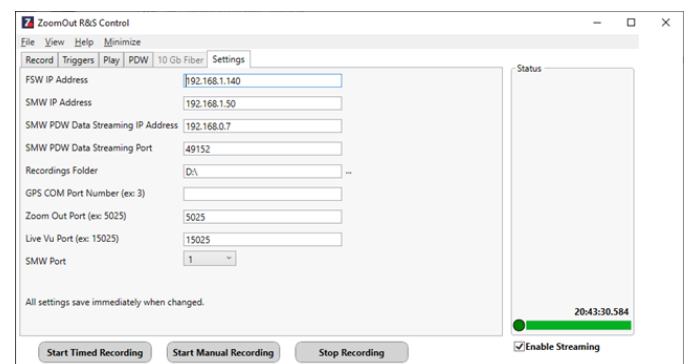 ZoomOut R&S Control
File View Help Minimize
Record Triggers Play PDW 10 Gb Fiber Settings
Status
FSW IP Address 192.168.1.140
SMW IP Address 192.168.1.50
SMW PDW Data Streaming IP Address 192.168.0.7
SMW PDW Data Streaming Port 49152
Recordings Folder D:\ ...
GPS COM Port Number (ex: 3)
Zoom Out Port (ex: 5025) 5025
Live Vu Port (ex: 15025) 15025
SMW Port 1
All settings save immediately when changed.
20:43:30.584
Start Timed Recording Start Manual Recording Stop Recording
Enable Streaming